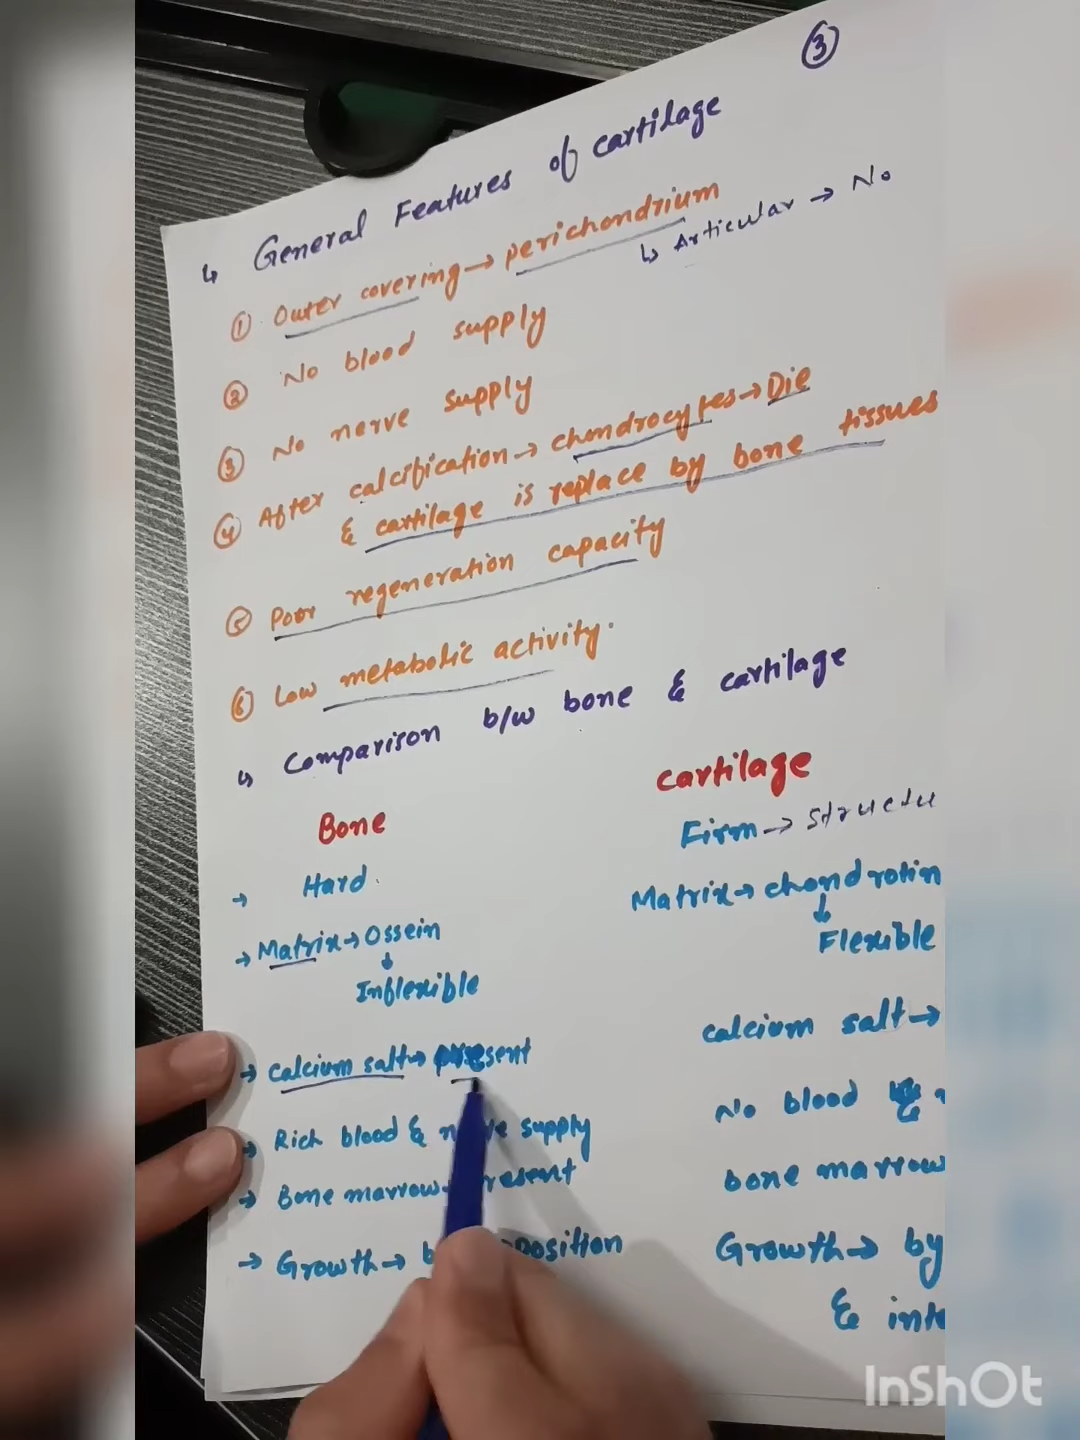 3
↳ General Features of cartilage
① Outer covering → perichondrium
↳ Articular → No
② No blood supply
③ No nerve supply
④ After calcification → chondrocytes → Die
& cartilage is replace by bone tissues
⑤ Poor regeneration capacity
⑥ Low metabolic activity.
↳ Comparison b/w bone & cartilage
Bone
cartilage
→ Hard.
Firm → structu
→ Matrix → Ossein
Matrix → chondrotin
↓
↓
Inflexible
Flexible
→ calcium salt → present
calcium salt →
→ Rich blood & supply
No blood &
→ Bone marrow
bone marrow
→ Growth →
Growth → by
& inte
InShOt